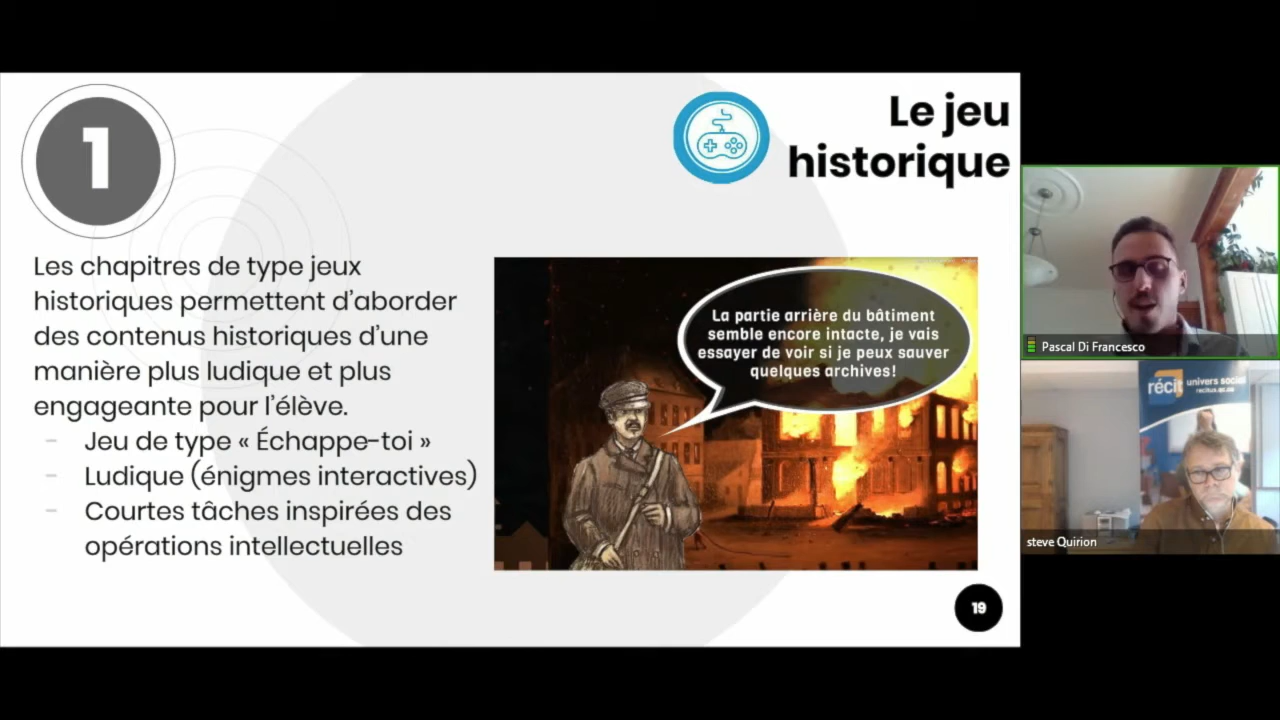 1
Le jeu
historique
Les chapitres de type jeux
historiques permettent d’aborder
des contenus historiques d’une
manière plus ludique et plus
engageante pour l’élève.
- Jeu de type « Échappe-toi »
- Ludique (énigmes interactives)
- Courtes tâches inspirées des
opérations intellectuelles
La partie arrière du bâtiment
semble encore intacte, je vais
essayer de voir si je peux sauver
quelques archives!
19
Pascal Di Francesco
récit univers social
recitus.qc.ca
steve Quirion